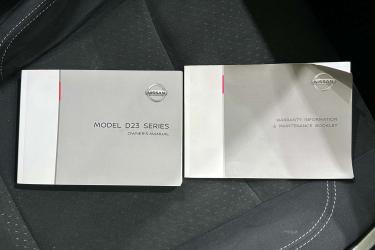 NISSAN
MODEL D23 SERIES
OWNER'S MANUAL
NISSAN
WARRANTY INFORMATION
& MAINTENANCE BOOKLET